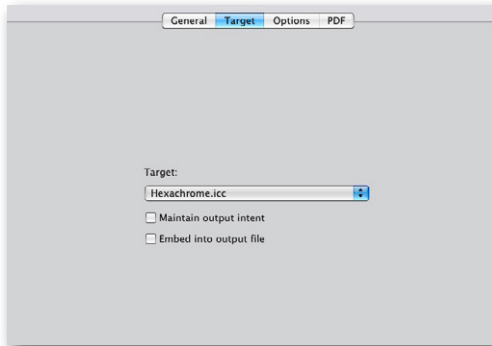 General Target Options PDF
Target:
Hexachrome.icc
Maintain output intent
Embed into output file